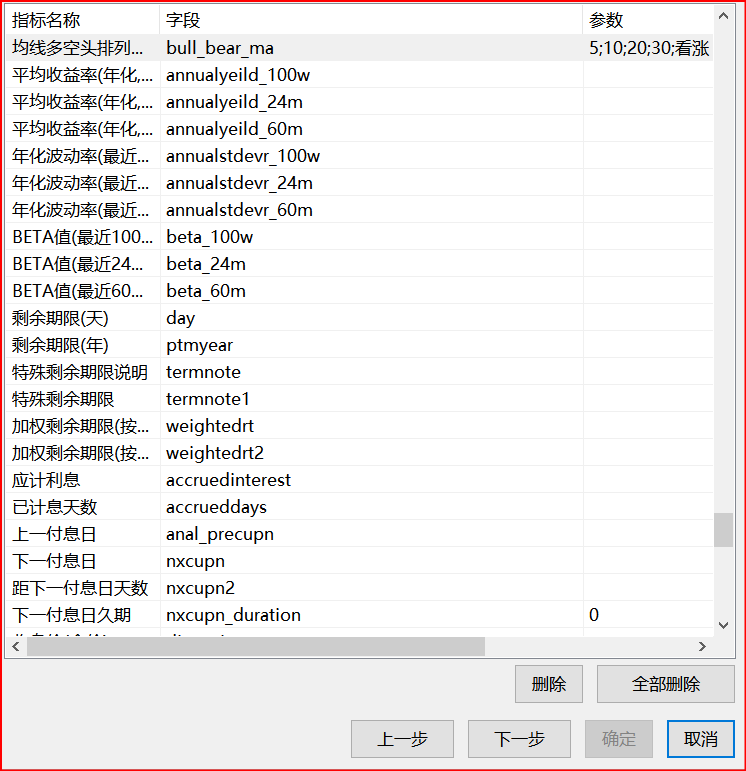 指标名称 字段 参数
均线多空头排列... bull_bear_ma 5;10;20;30;看涨
平均收益率(年化,... annualyeild_100w
平均收益率(年化,... annualyeild_24m
平均收益率(年化,... annualyeild_60m
年化波动率(最近... annualstdevr_100w
年化波动率(最近... annualstdevr_24m
年化波动率(最近... annualstdevr_60m
BETA值(最近100... beta_100w
BETA值(最近24... beta_24m
BETA值(最近60... beta_60m
剩余期限(天) day
剩余期限(年) ptmyear
特殊剩余期限说明 termnote
特殊剩余期限 termnote1
加权剩余期限(按... weightedrt
加权剩余期限(按... weightedrt2
应计利息 accruedinterest
已计息天数 accrueddays
上一付息日 anal_precupn
下一付息日 nxcupn
距下一付息日天数 nxcupn2
下一付息日久期 nxcupn_duration 0
删除 全部删除
上一步 下一步 确定 取消